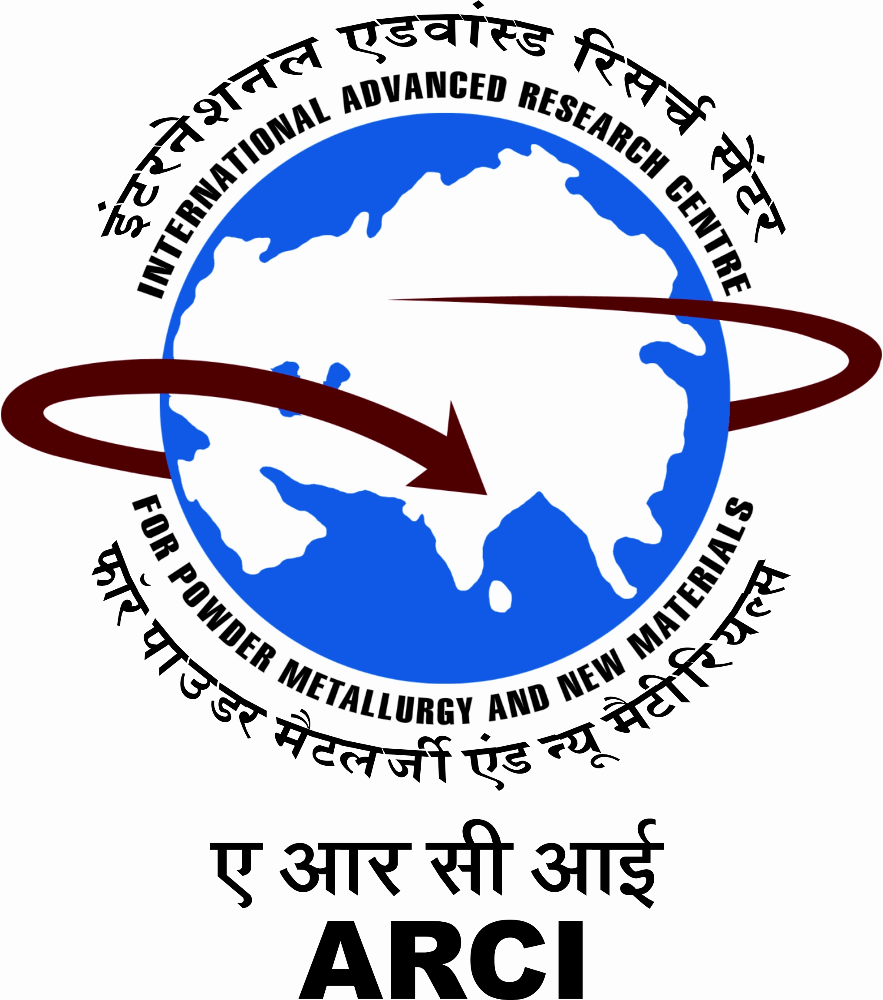 इंटरनेशनल एडवांस्ड रिसर्च सेंटर
INTERNATIONAL ADVANCED RESEARCH CENTRE
FOR POWDER METALLURGY AND NEW MATERIALS
फॉर पाउडर मैटलर्जी एंड न्यू मैटीरियल्स
ए आर सी आई
ARCI